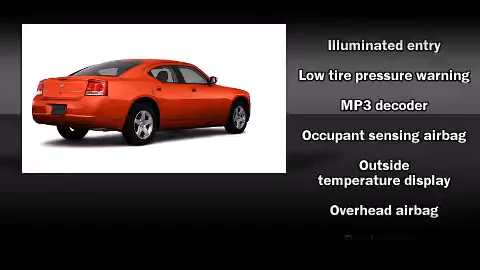 Illuminated entry
Low tire pressure warning
MP3 decoder
Occupant sensing airbag
Outside
temperature display
Overhead airbag